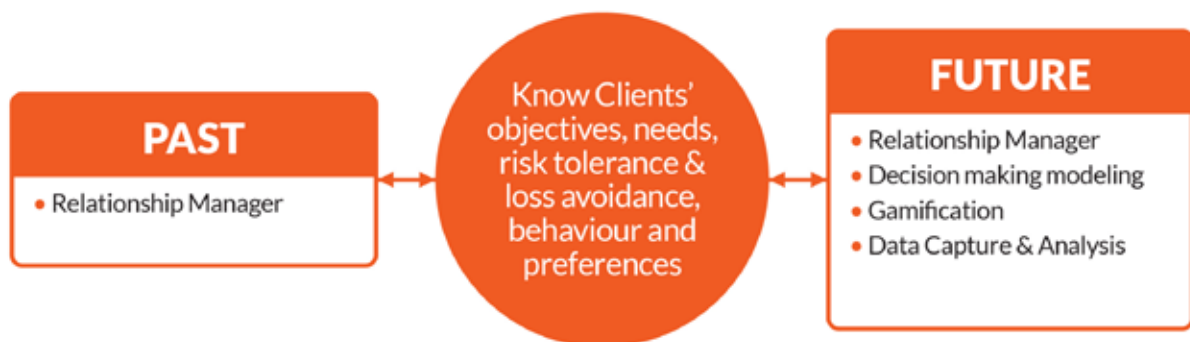 PAST
• Relationship Manager
Know Clients'
objectives, needs,
risk tolerance &
loss avoidance,
behaviour and
preferences
FUTURE
• Relationship Manager
• Decision making modeling
• Gamification
• Data Capture & Analysis